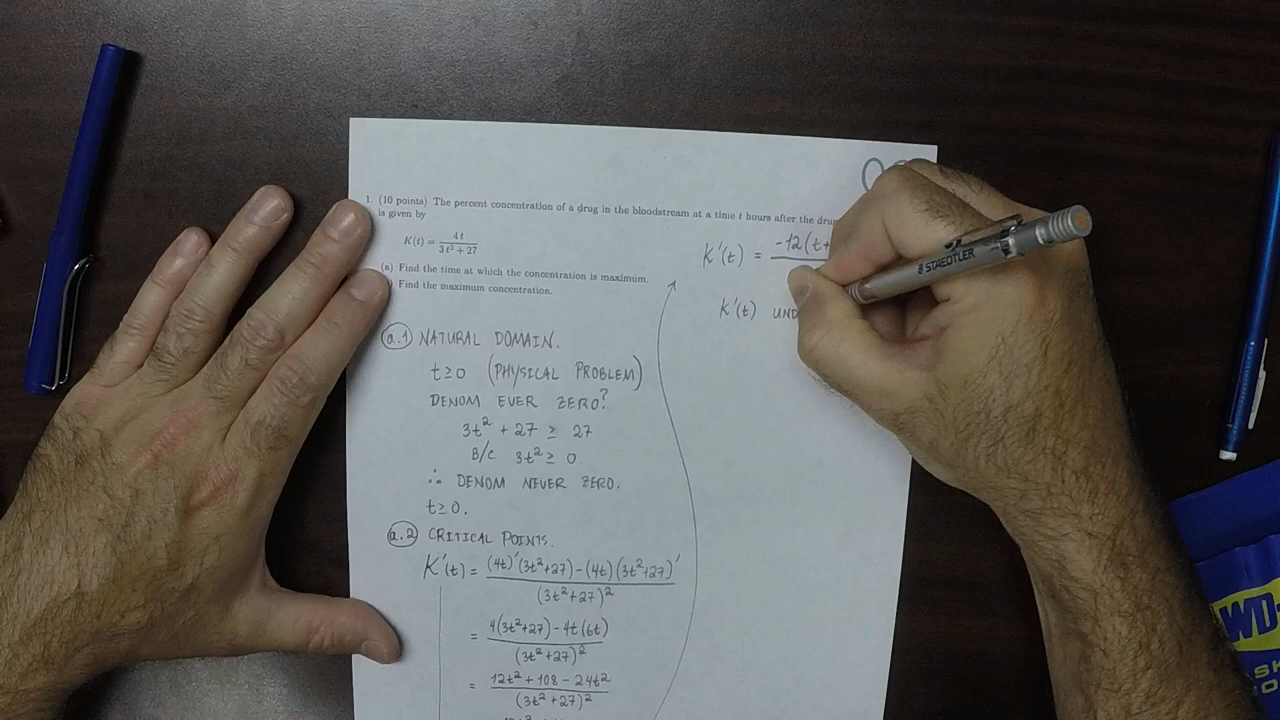 1. (10 points) The percent concentration of a drug in the bloodstream at a time t hours after the drug
is given by
K(t) = 4t / 3t² + 27
(a) Find the time at which the concentration is maximum.
Find the maximum concentration.
a.1 NATURAL DOMAIN.
t≥0 (PHYSICAL PROBLEM)
DENOM EVER ZERO?
3t² + 27 ≥ 27
B/C 3t² ≥ 0
∴ DENOM NEVER ZERO.
t≥0.
a.2 CRITICAL POINTS.
K'(t) = (4t)'(3t²+27) - (4t)(3t²+27)' / (3t²+27)²
= 4(3t²+27) - 4t(6t) / (3t²+27)²
= 12t² + 108 - 24t² / (3t²+27)²
K'(t) = -12(t+
K'(t) UND
STAEDTLER
WD-